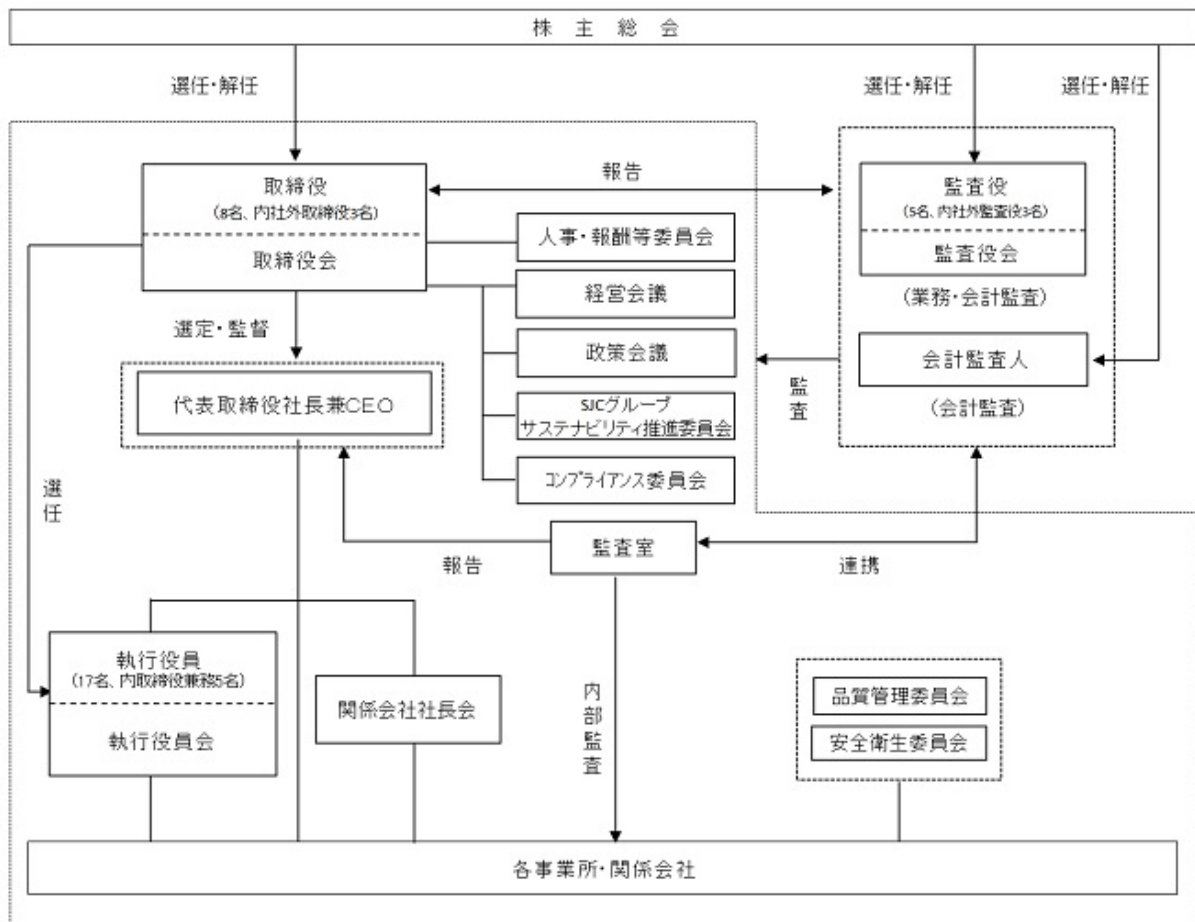 株主総会
選任・解任
選任・解任
選任・解任
取締役
(8名、内社外取締役3名)
取締役会
報告
監査役
(5名、内社外監査役3名)
監査役会
(業務・会計監査)
人事・報酬等委員会
経営会議
政策会議
SJCグループ
サステナビリティ推進委員会
コンプライアンス委員会
選定・監督
代表取締役社長兼CEO
会計監査人
(会計監査)
監査
選任
報告
監査室
連携
執行役員
(17名、内取締役兼務5名)
執行役員会
関係会社社長会
内部監査
品質管理委員会
安全衛生委員会
各事業所・関係会社